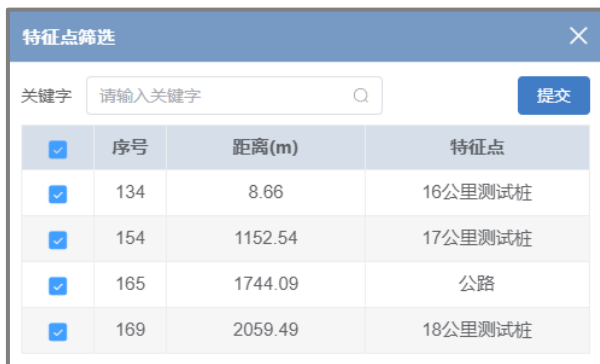 特征点筛选
关键字 请输入关键字 提交
序号 距离(m) 特征点
134 8.66 16公里测试桩
154 1152.54 17公里测试桩
165 1744.09 公路
169 2059.49 18公里测试桩